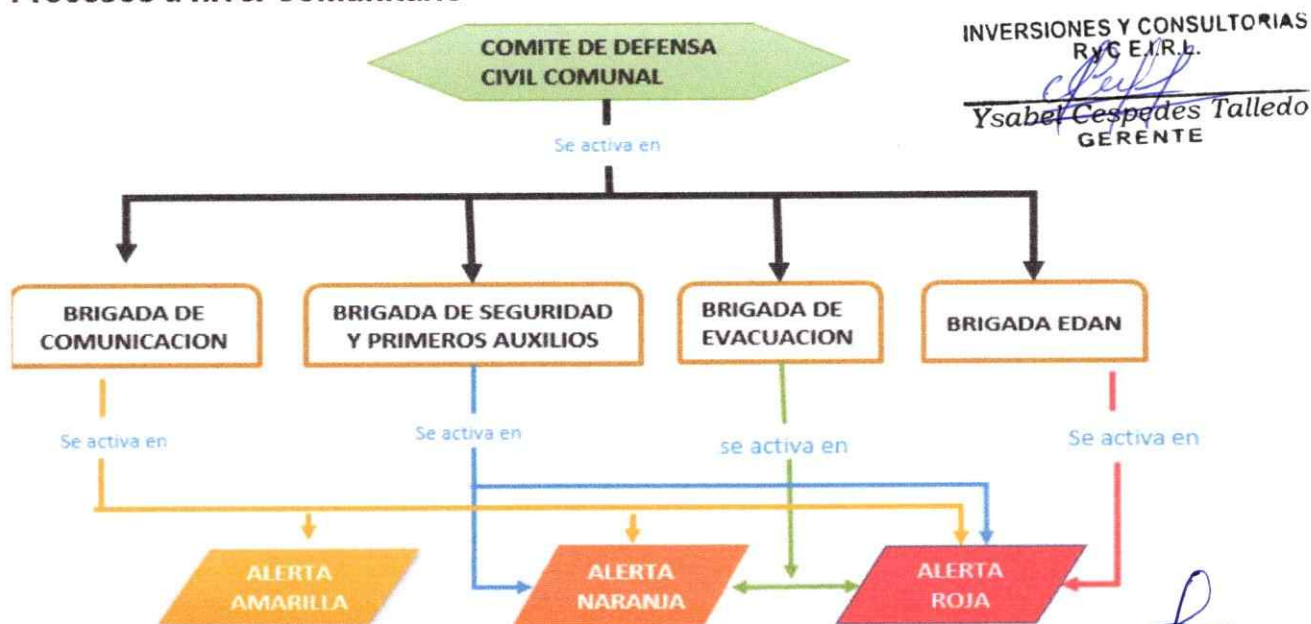 COMITE DE DEFENSA
CIVIL COMUNAL
INVERSIONES Y CONSULTORIAS
RyC E.I.R.L.
Ysabel Cespedes Talledo
GERENTE
Se activa en
BRIGADA DE
COMUNICACION
BRIGADA DE SEGURIDAD
Y PRIMEROS AUXILIOS
BRIGADA DE
EVACUACION
BRIGADA EDAN
Se activa en
Se activa en
se activa en
Se activa en
ALERTA
AMARILLA
ALERTA
NARANJA
ALERTA
ROJA